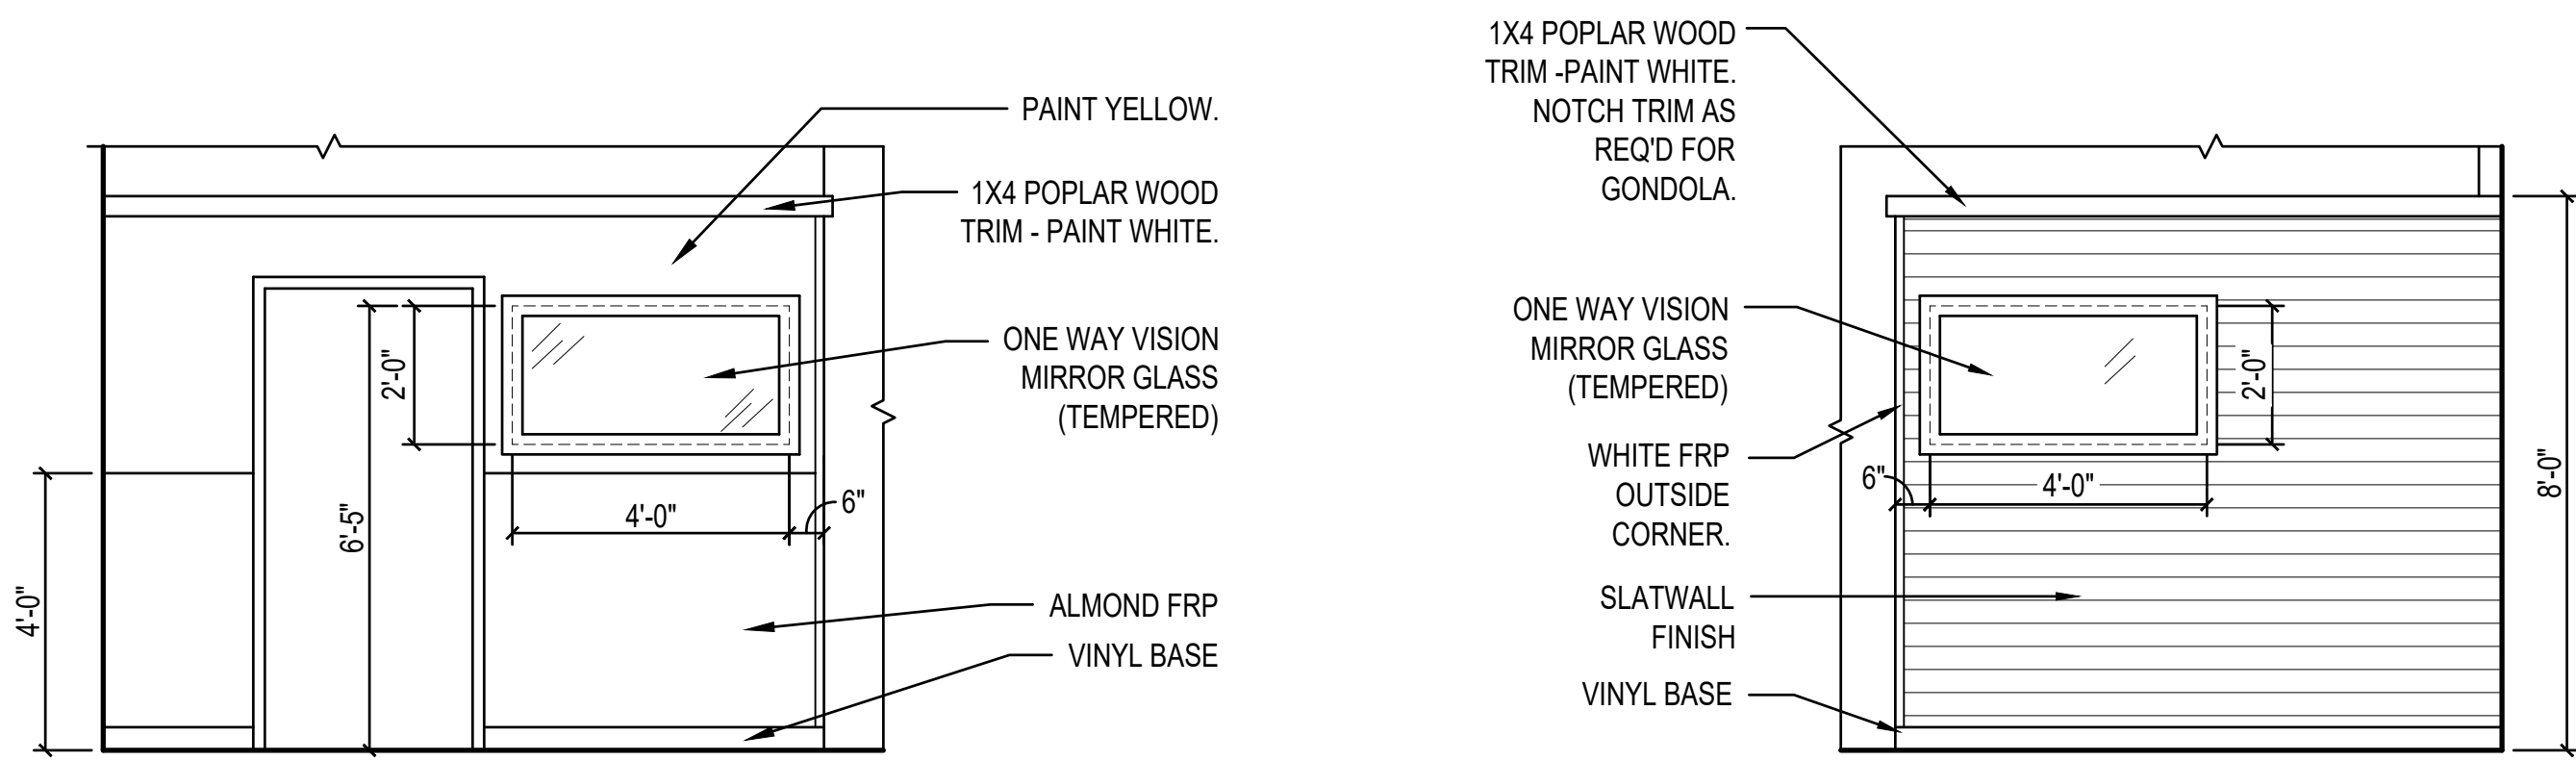 PAINT YELLOW.
1X4 POPLAR WOOD
TRIM - PAINT WHITE.
ONE WAY VISION
MIRROR GLASS
(TEMPERED)
2'-0"
6'-5"
4'-0"
6"
4'-0"
ALMOND FRP
VINYL BASE
1X4 POPLAR WOOD
TRIM -PAINT WHITE.
NOTCH TRIM AS
REQ'D FOR
GONDOLA.
ONE WAY VISION
MIRROR GLASS
(TEMPERED)
WHITE FRP
OUTSIDE
CORNER.
SLATWALL
FINISH
VINYL BASE
2'-0"
6"
4'-0"
8'-0"